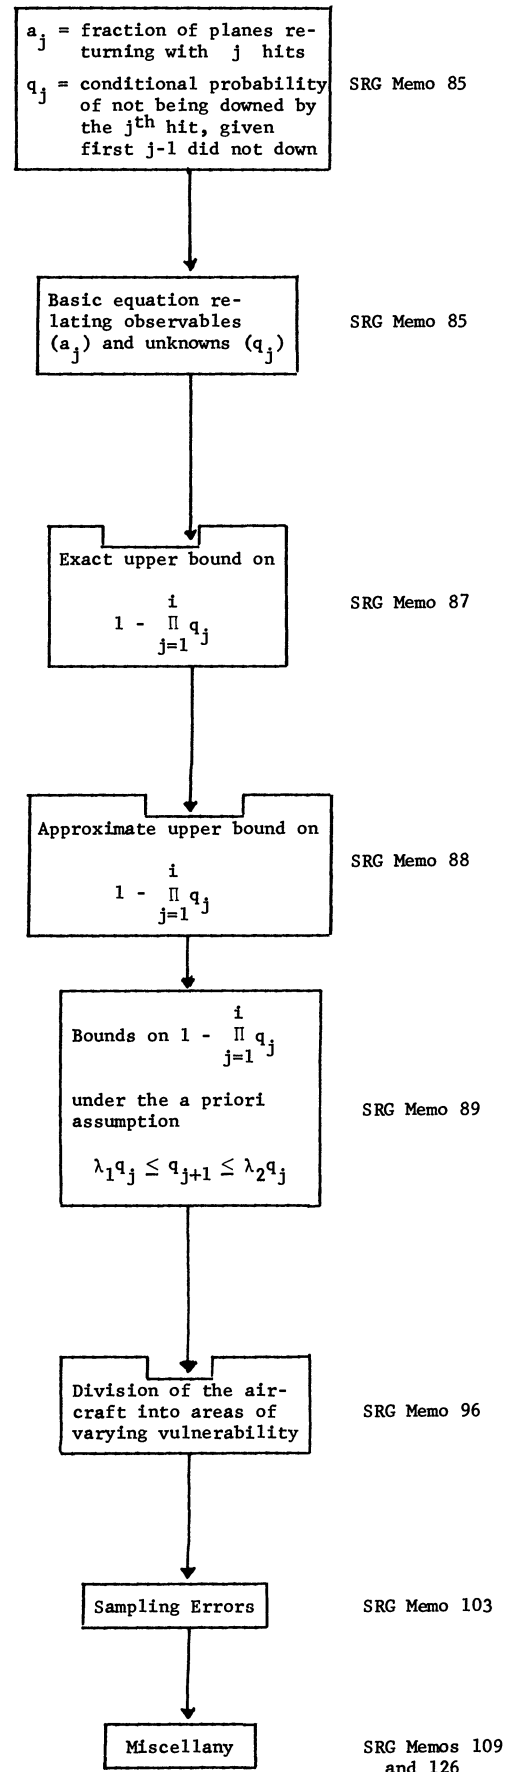 a_j = fraction of planes re-
turning with j hits
q_j = conditional probability
of not being downed by
the j^th hit, given
first j-1 did not down
SRG Memo 85
Basic equation re-
lating observables
(a_j) and unknowns (q_j)
SRG Memo 85
Exact upper bound on
i
1 - Π q_j
j=1
SRG Memo 87
Approximate upper bound on
i
1 - Π q_j
j=1
SRG Memo 88
i
Bounds on 1 - Π q_j
j=1
under the a priori
assumption
λ_1q_j ≤ q_j+1 ≤ λ_2q_j
SRG Memo 89
Division of the air-
craft into areas of
varying vulnerability
SRG Memo 96
Sampling Errors
SRG Memo 103
Miscellany
SRG Memos 109
and 126